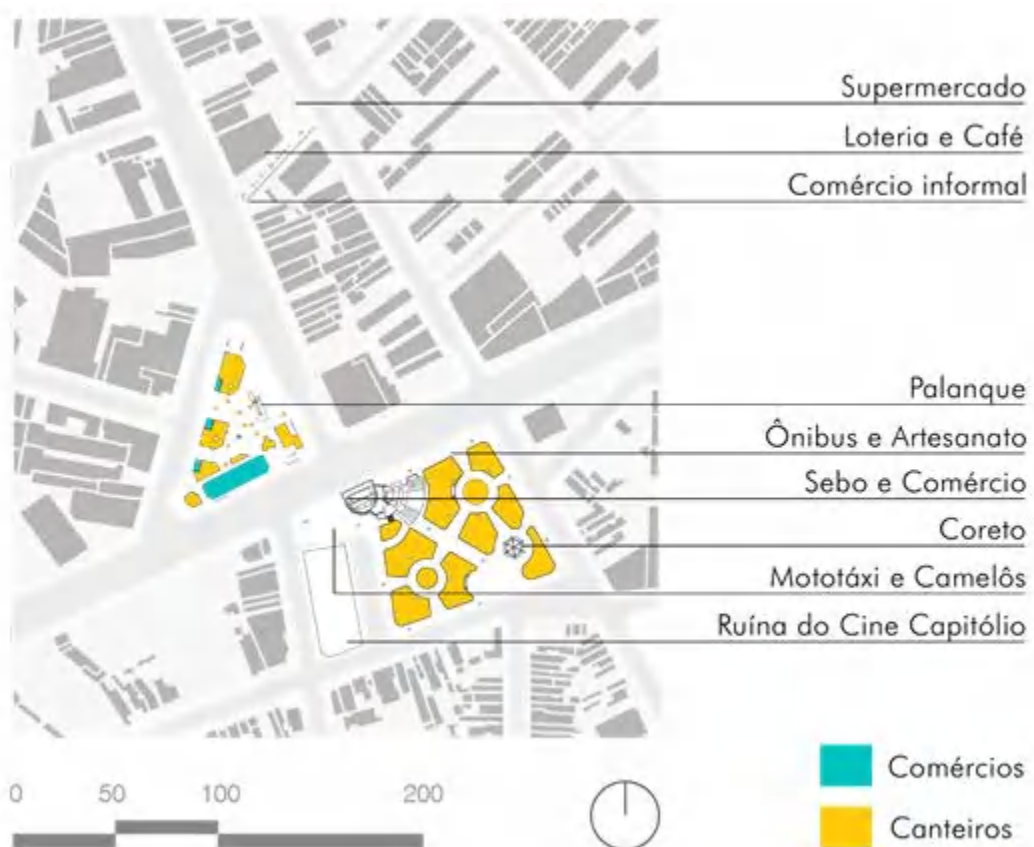 Supermercado
Loteria e Café
Comércio informal
Palanque
Ônibus e Artesanato
Sebo e Comércio
Coreto
Mototáxi e Camelôs
Ruína do Cine Capitólio
0 50 100 200
Comércios
Canteiros